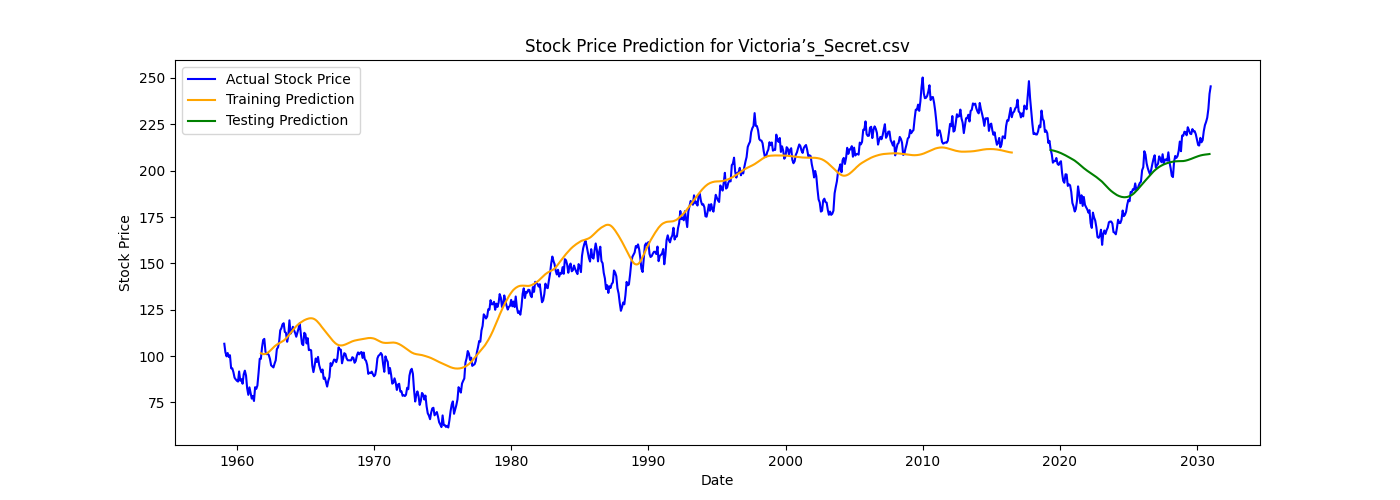 Stock Price Prediction for Victoria’s_Secret.csv
Actual Stock Price
Training Prediction
Testing Prediction
250
225
200
175
150
125
100
75
Stock Price
1960 1970 1980 1990 2000 2010 2020 2030
Date